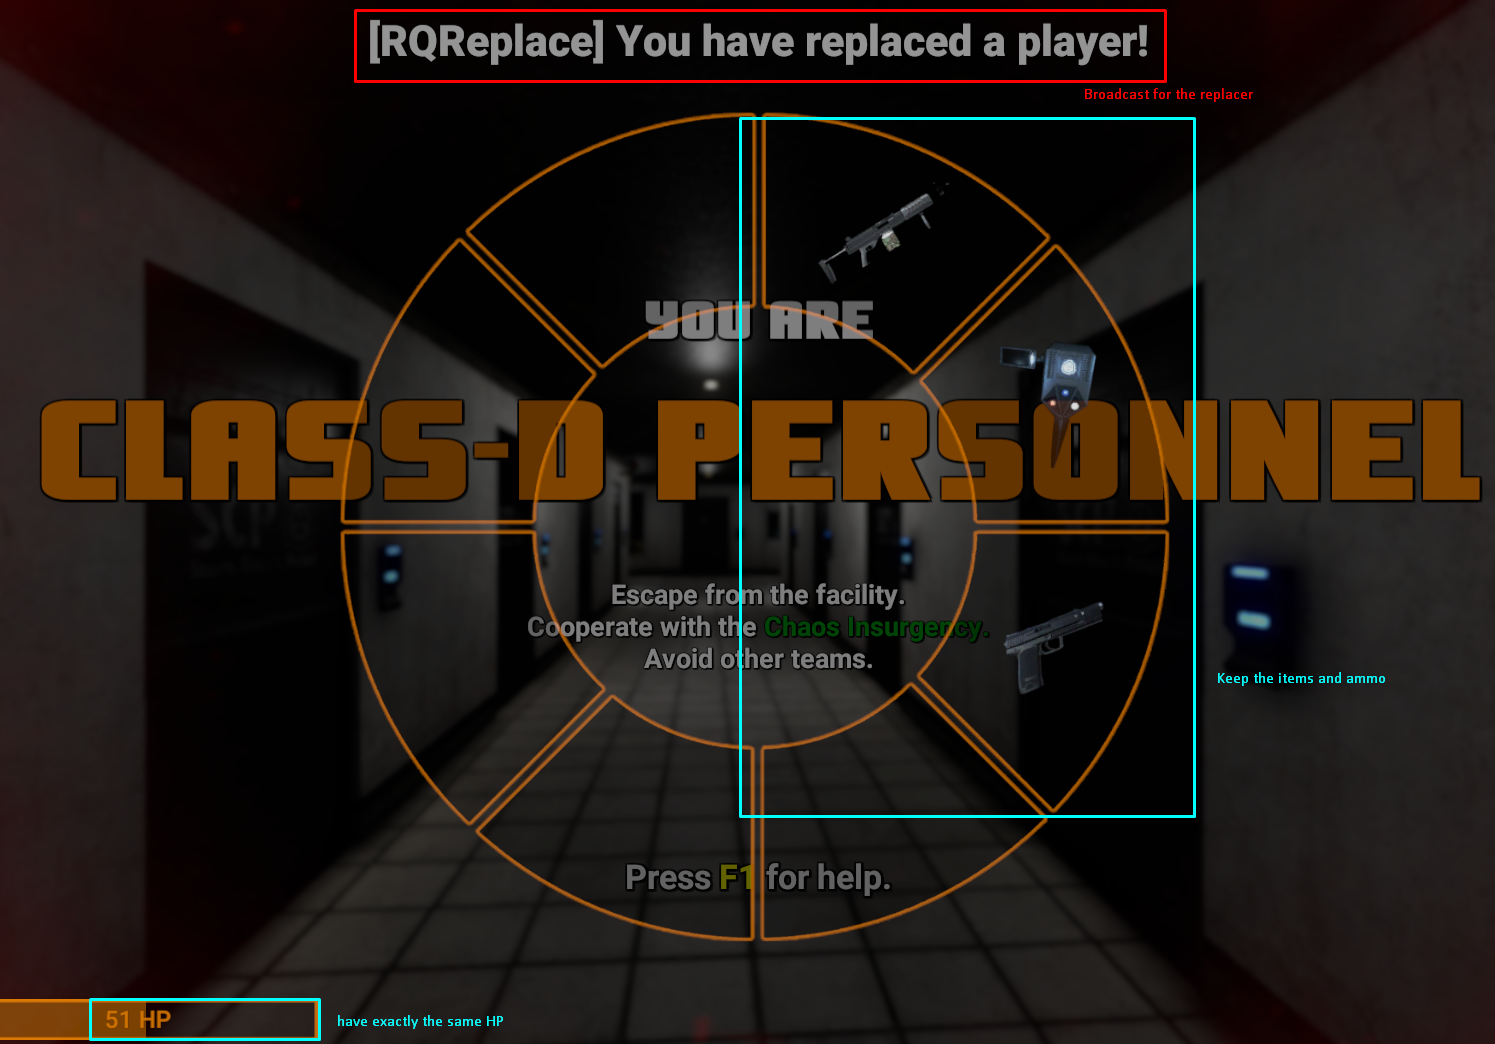 [RQReplace] You have replaced a player!
Broadcast for the replacer
YOU ARE
CLASS-D PERSONNEL
SCP
Escape from the facility.
Cooperate with the Chaos Insurgency.
Avoid other teams.
Keep the items and ammo
Press F1 for help.
51 HP
have exactly the same HP